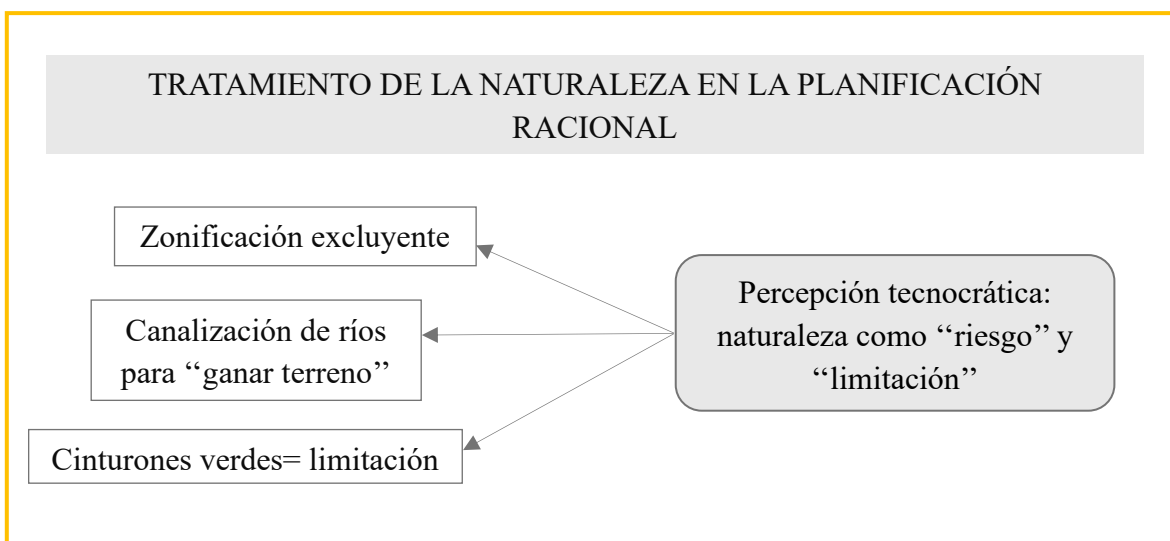 TRATAMIENTO DE LA NATURALEZA EN LA PLANIFICACIÓN
RACIONAL
Zonificación excluyente
Canalización de ríos
para ‘‘ganar terreno’’
Cinturones verdes= limitación
Percepción tecnocrática:
naturaleza como ‘‘riesgo’’ y
‘‘limitación’’